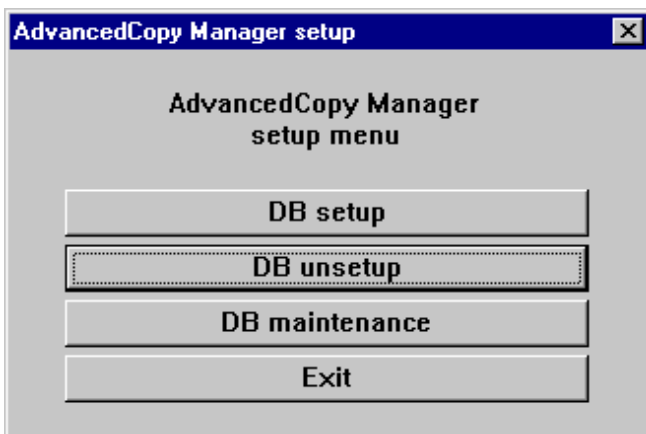 AdvancedCopy Manager setup
AdvancedCopy Manager
setup menu
DB setup
DB unsetup
DB maintenance
Exit